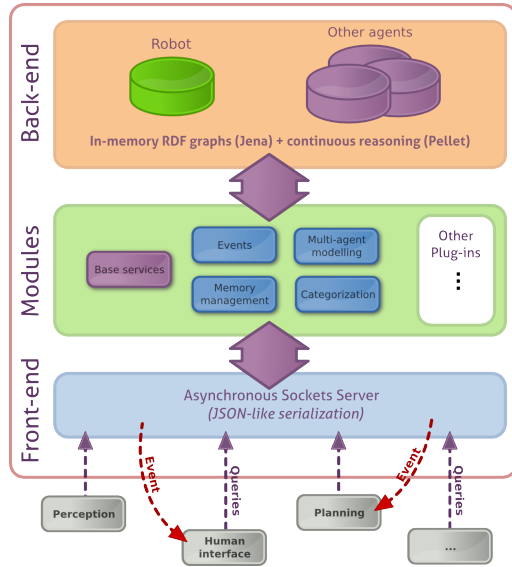 Back-end
Robot
Other agents
In-memory RDF graphs (Jena) + continuous reasoning (Pellet)
Modules
Base services
Events
Multi-agent
modelling
Memory
management
Categorization
Other
Plug-ins
...
Front-end
Asynchronous Sockets Server
(JSON-like serialization)
Event
Queries
Event
Queries
Perception
Human
interface
Planning
...